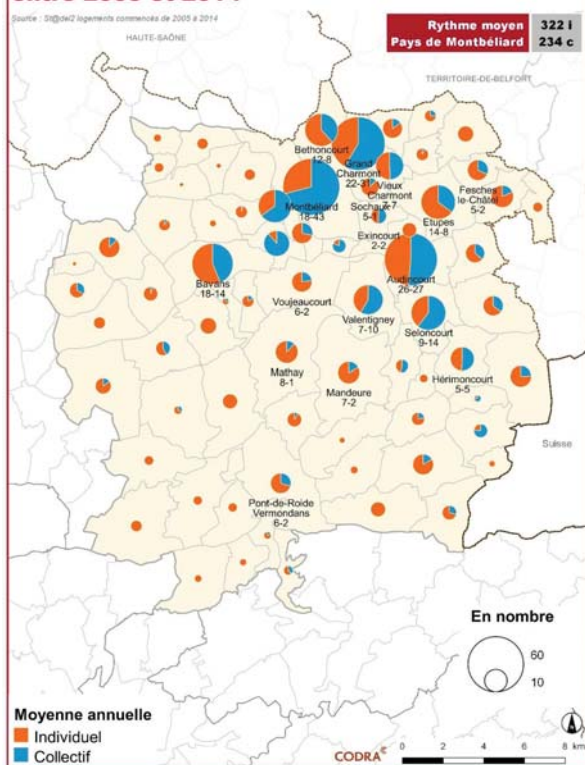 Source : St@del2 logements commencés de 2005 à 2014
Rythme moyen 322 i
Pays de Montbéliard 234 c
HAUTE-SAÔNE
TERRITOIRE-DE-BELFORT
Bethoncourt
12-8
Grand
Charmont
22-31
Vieux
Charmont
Montbéliard
18-43
Sochaux
5-1
Fesches
le-Châtel
5-2
Etupes
14-8
Exincourt
2-2
Audincourt
26-27
Bavans
18-14
Voujeaucourt
6-2
Valentigney
7-10
Seloncourt
9-14
Mathay
8-1
Mandeure
7-2
Hérimoncourt
5-5
Suisse
Pont-de-Roide
Vermondans
6-2
En nombre
60
10
Moyenne annuelle
Individuel
Collectif
CODRA
0 2 4 6 8 km